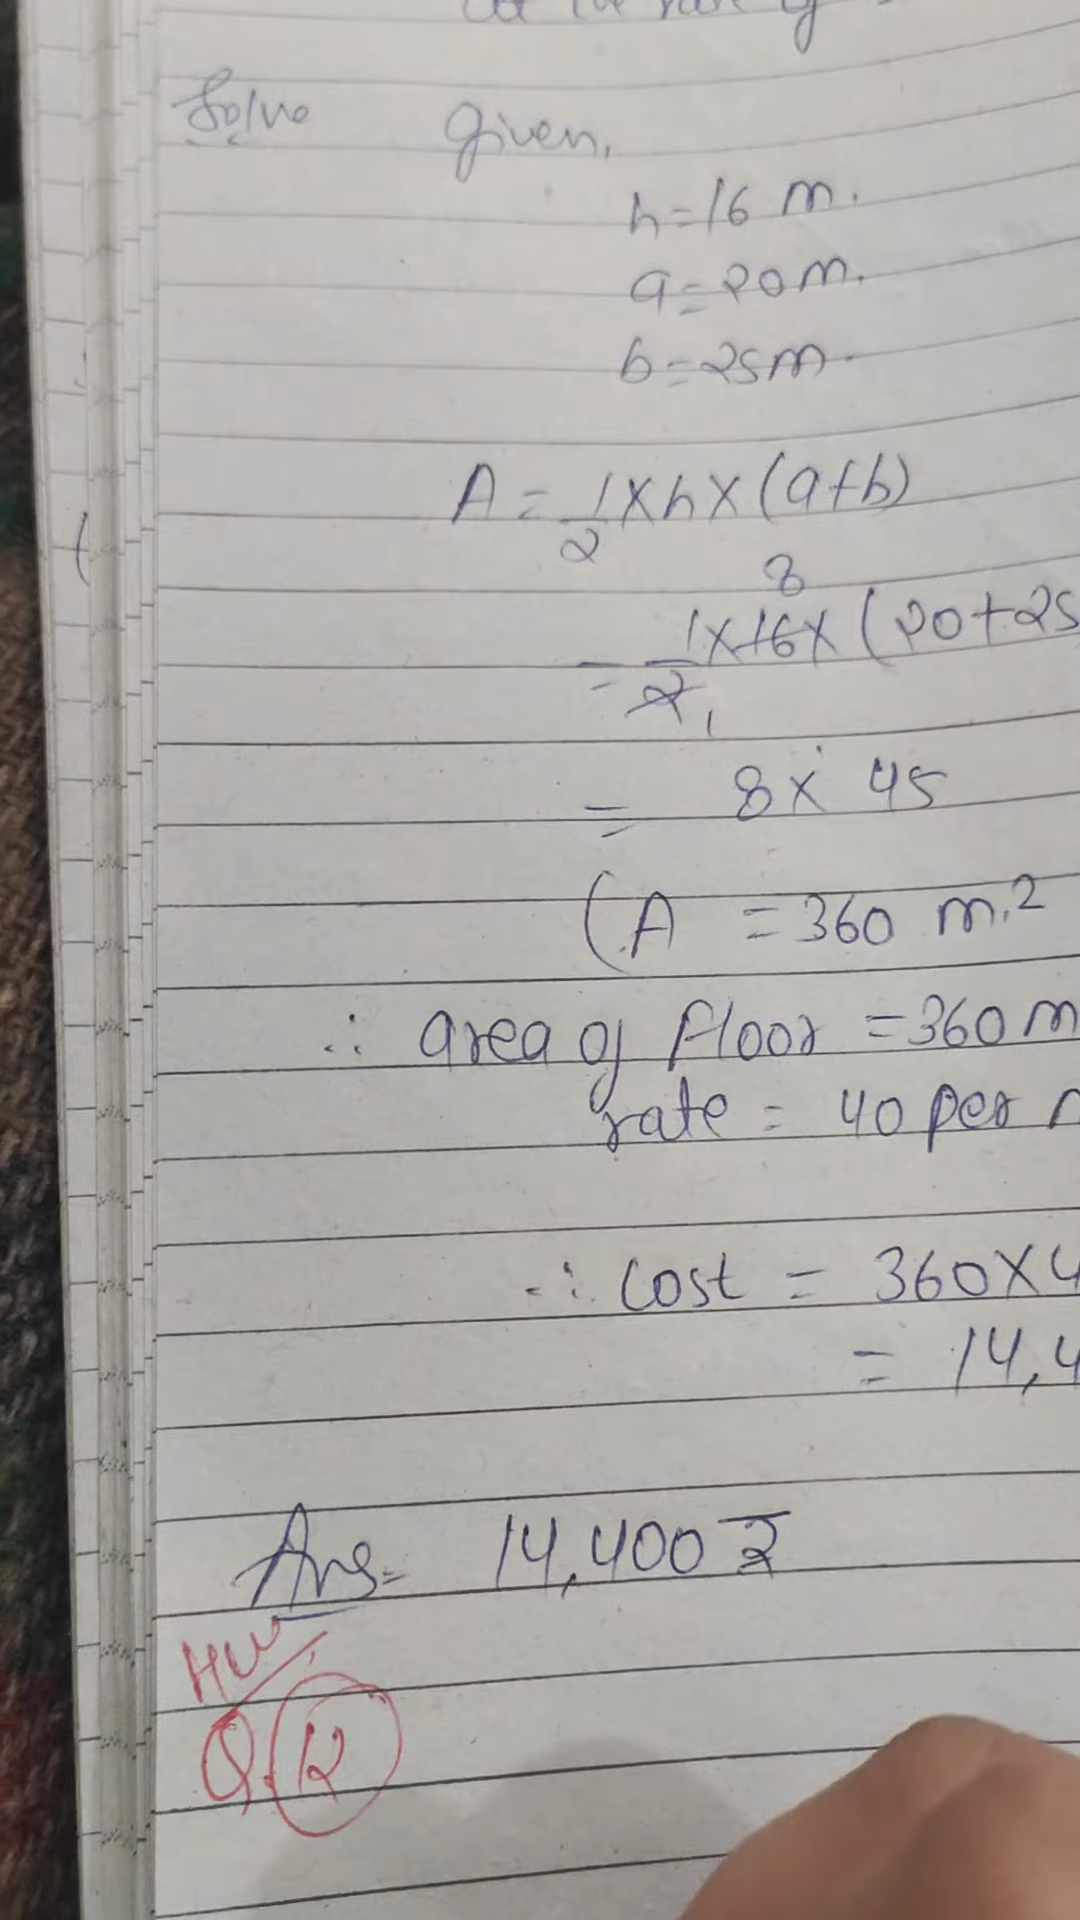 Solve Given,
h=16 m.
a=20m.
b=25m.
A = 1/2 X h X (a+b)
8
= 1/2 X 16 X (20+25
1
= 8 X 45
(A = 360 m.2
∴ area of floor = 360 m
rate = 40 per
∴ cost = 360 X 4
= 14,4
Ans= 14,400 ₹
HW
Q. 12